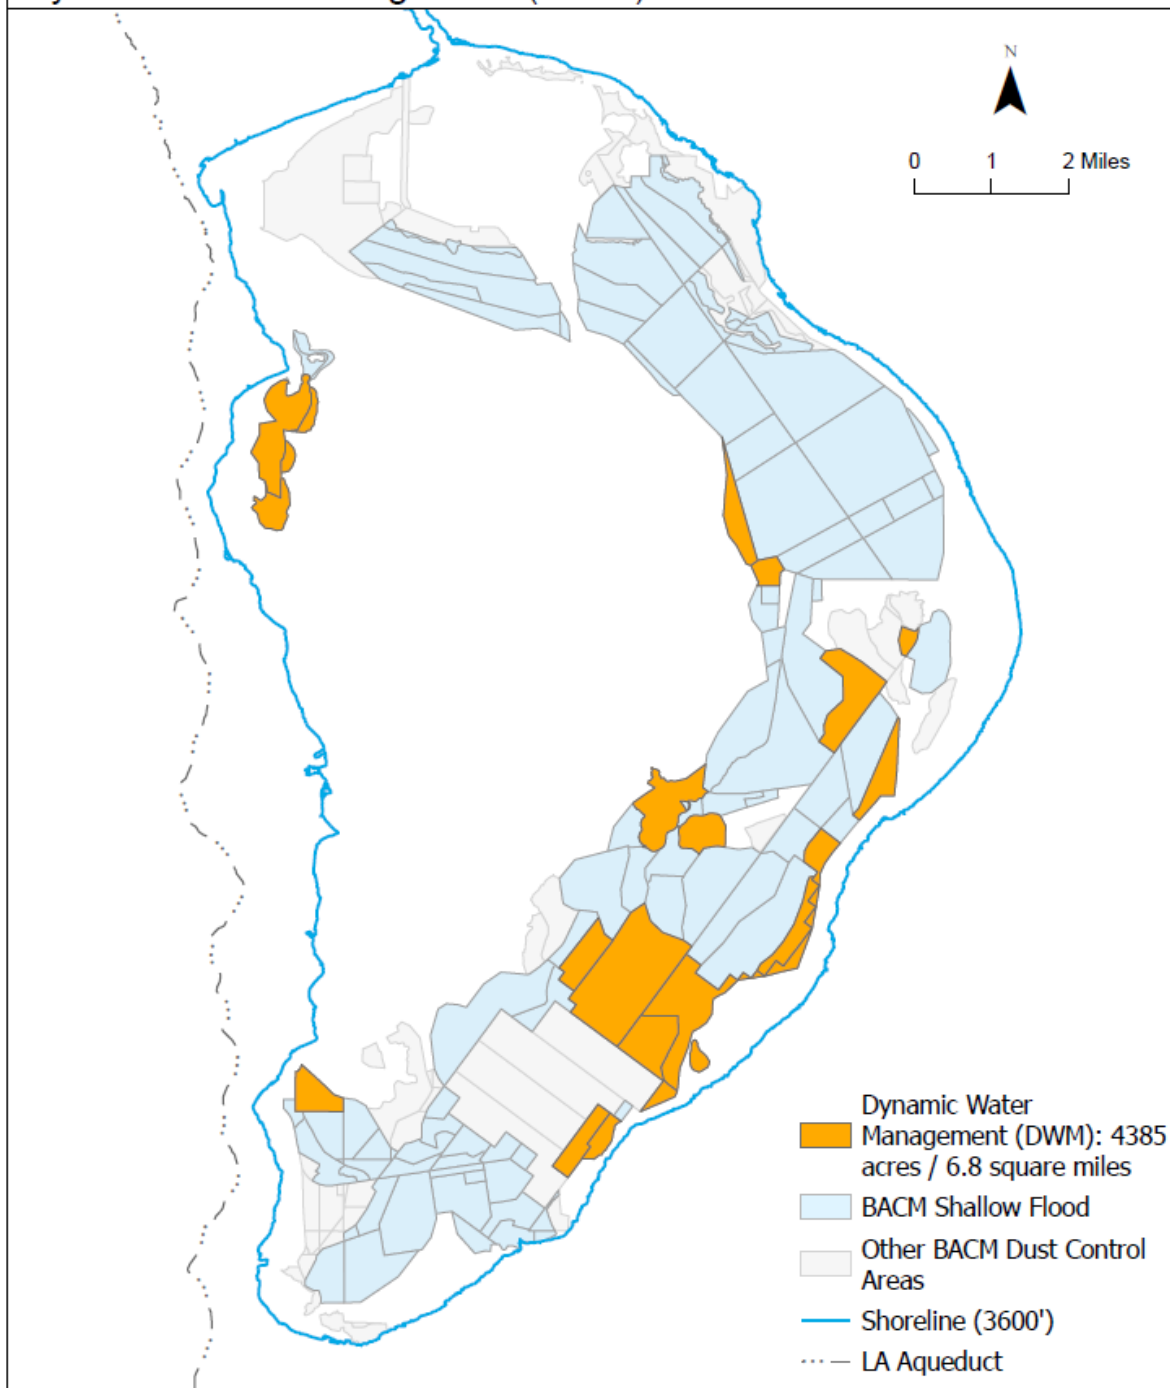 N
0 1 2 Miles
Dynamic Water
Management (DWM): 4385
acres / 6.8 square miles
BACM Shallow Flood
Other BACM Dust Control
Areas
Shoreline (3600')
LA Aqueduct